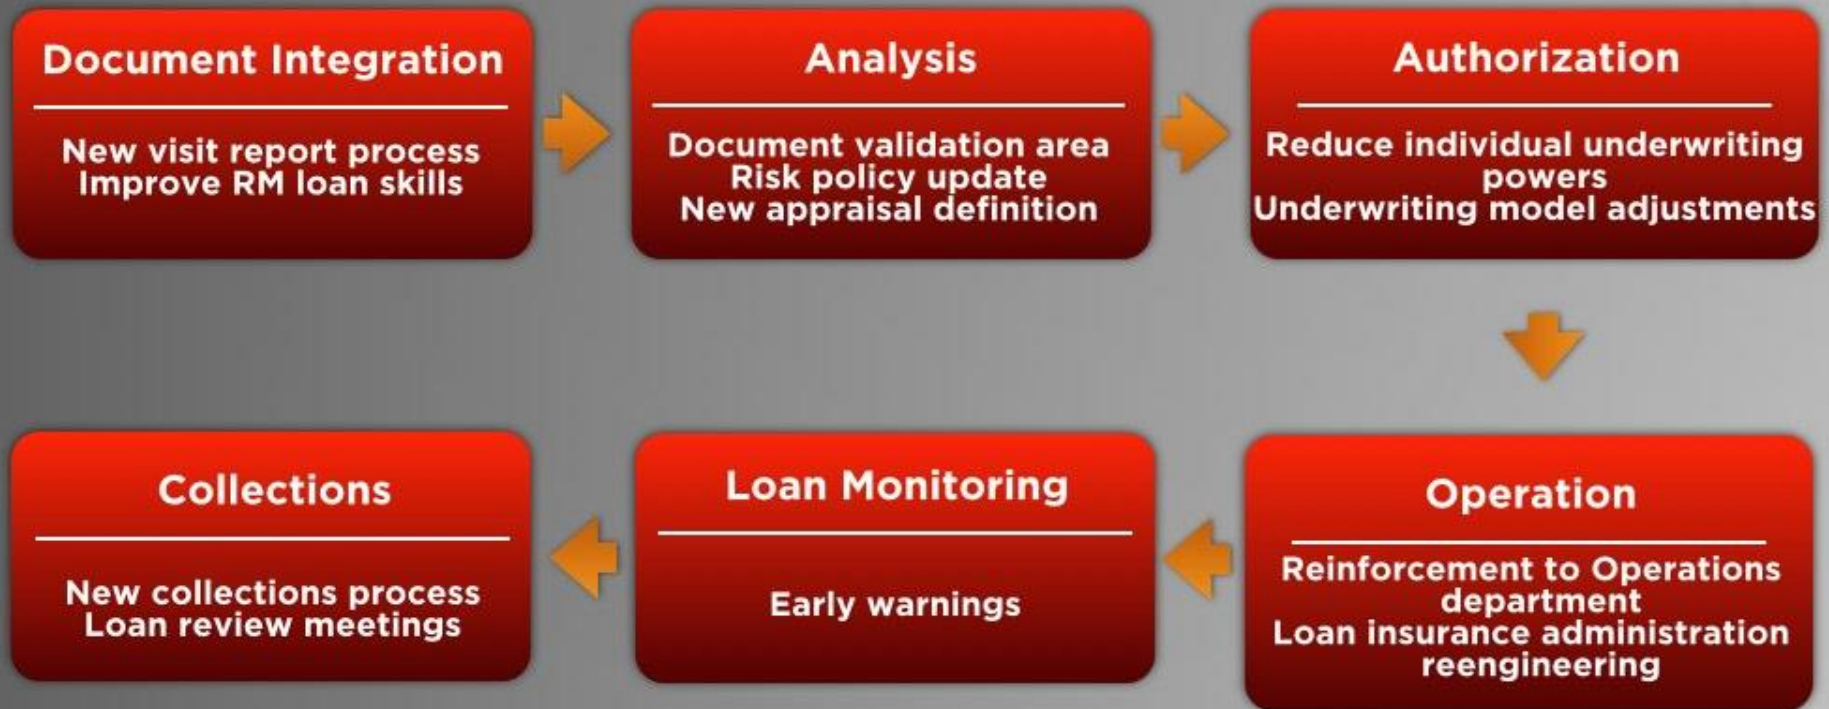 Document Integration
New visit report process
Improve RM loan skills
Analysis
Document validation area
Risk policy update
New appraisal definition
Authorization
Reduce individual underwriting
powers
Underwriting model adjustments
Operation
Reinforcement to Operations
department
Loan insurance administration
reengineering
Loan Monitoring
Early warnings
Collections
New collections process
Loan review meetings